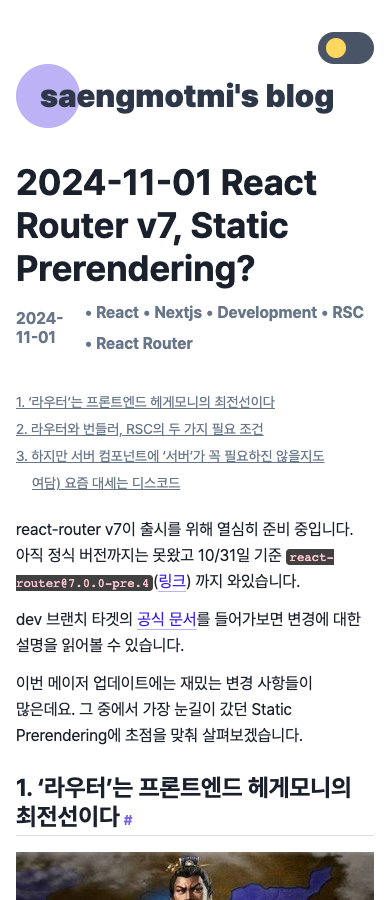 saengmotmi's blog
2024-11-01 React
Router v7, Static
Prerendering?
2024-
11-01
• React • Nextjs • Development • RSC
• React Router
1. ‘라우터’는 프론트엔드 헤게모니의 최전선이다
2. 라우터와 번들러, RSC의 두 가지 필요 조건
3. 하지만 서버 컴포넌트에 ‘서버’가 꼭 필요하진 않을지도
여담) 요즘 대세는 디스코드
react-router v7이 출시를 위해 열심히 준비 중입니다.
아직 정식 버전까지는 못왔고 10/31일 기준 react-
router@7.0.0-pre.4 (링크) 까지 와있습니다.
dev 브랜치 타겟의 공식 문서를 들어가보면 변경에 대한
설명을 읽어볼 수 있습니다.
이번 메이저 업데이트에는 재밌는 변경 사항들이
많은데요. 그 중에서 가장 눈길이 갔던 Static
Prerendering에 초점을 맞춰 살펴보겠습니다.
1. ‘라우터’는 프론트엔드 헤게모니의
최전선이다 #